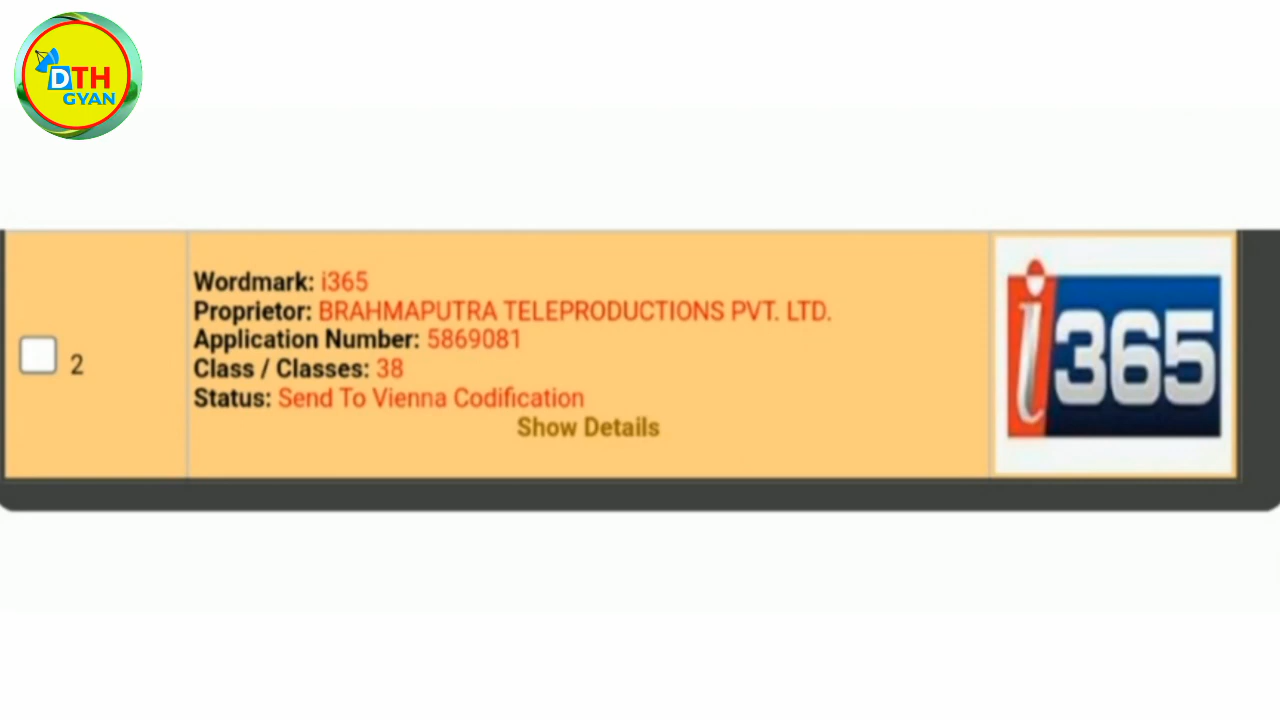 DTH
GYAN
Wordmark: i365
Proprietor: BRAHMAPUTRA TELEPRODUCTIONS PVT. LTD.
Application Number: 5869081
2
Class / Classes: 38
Status: Send To Vienna Codification
Show Details
i365